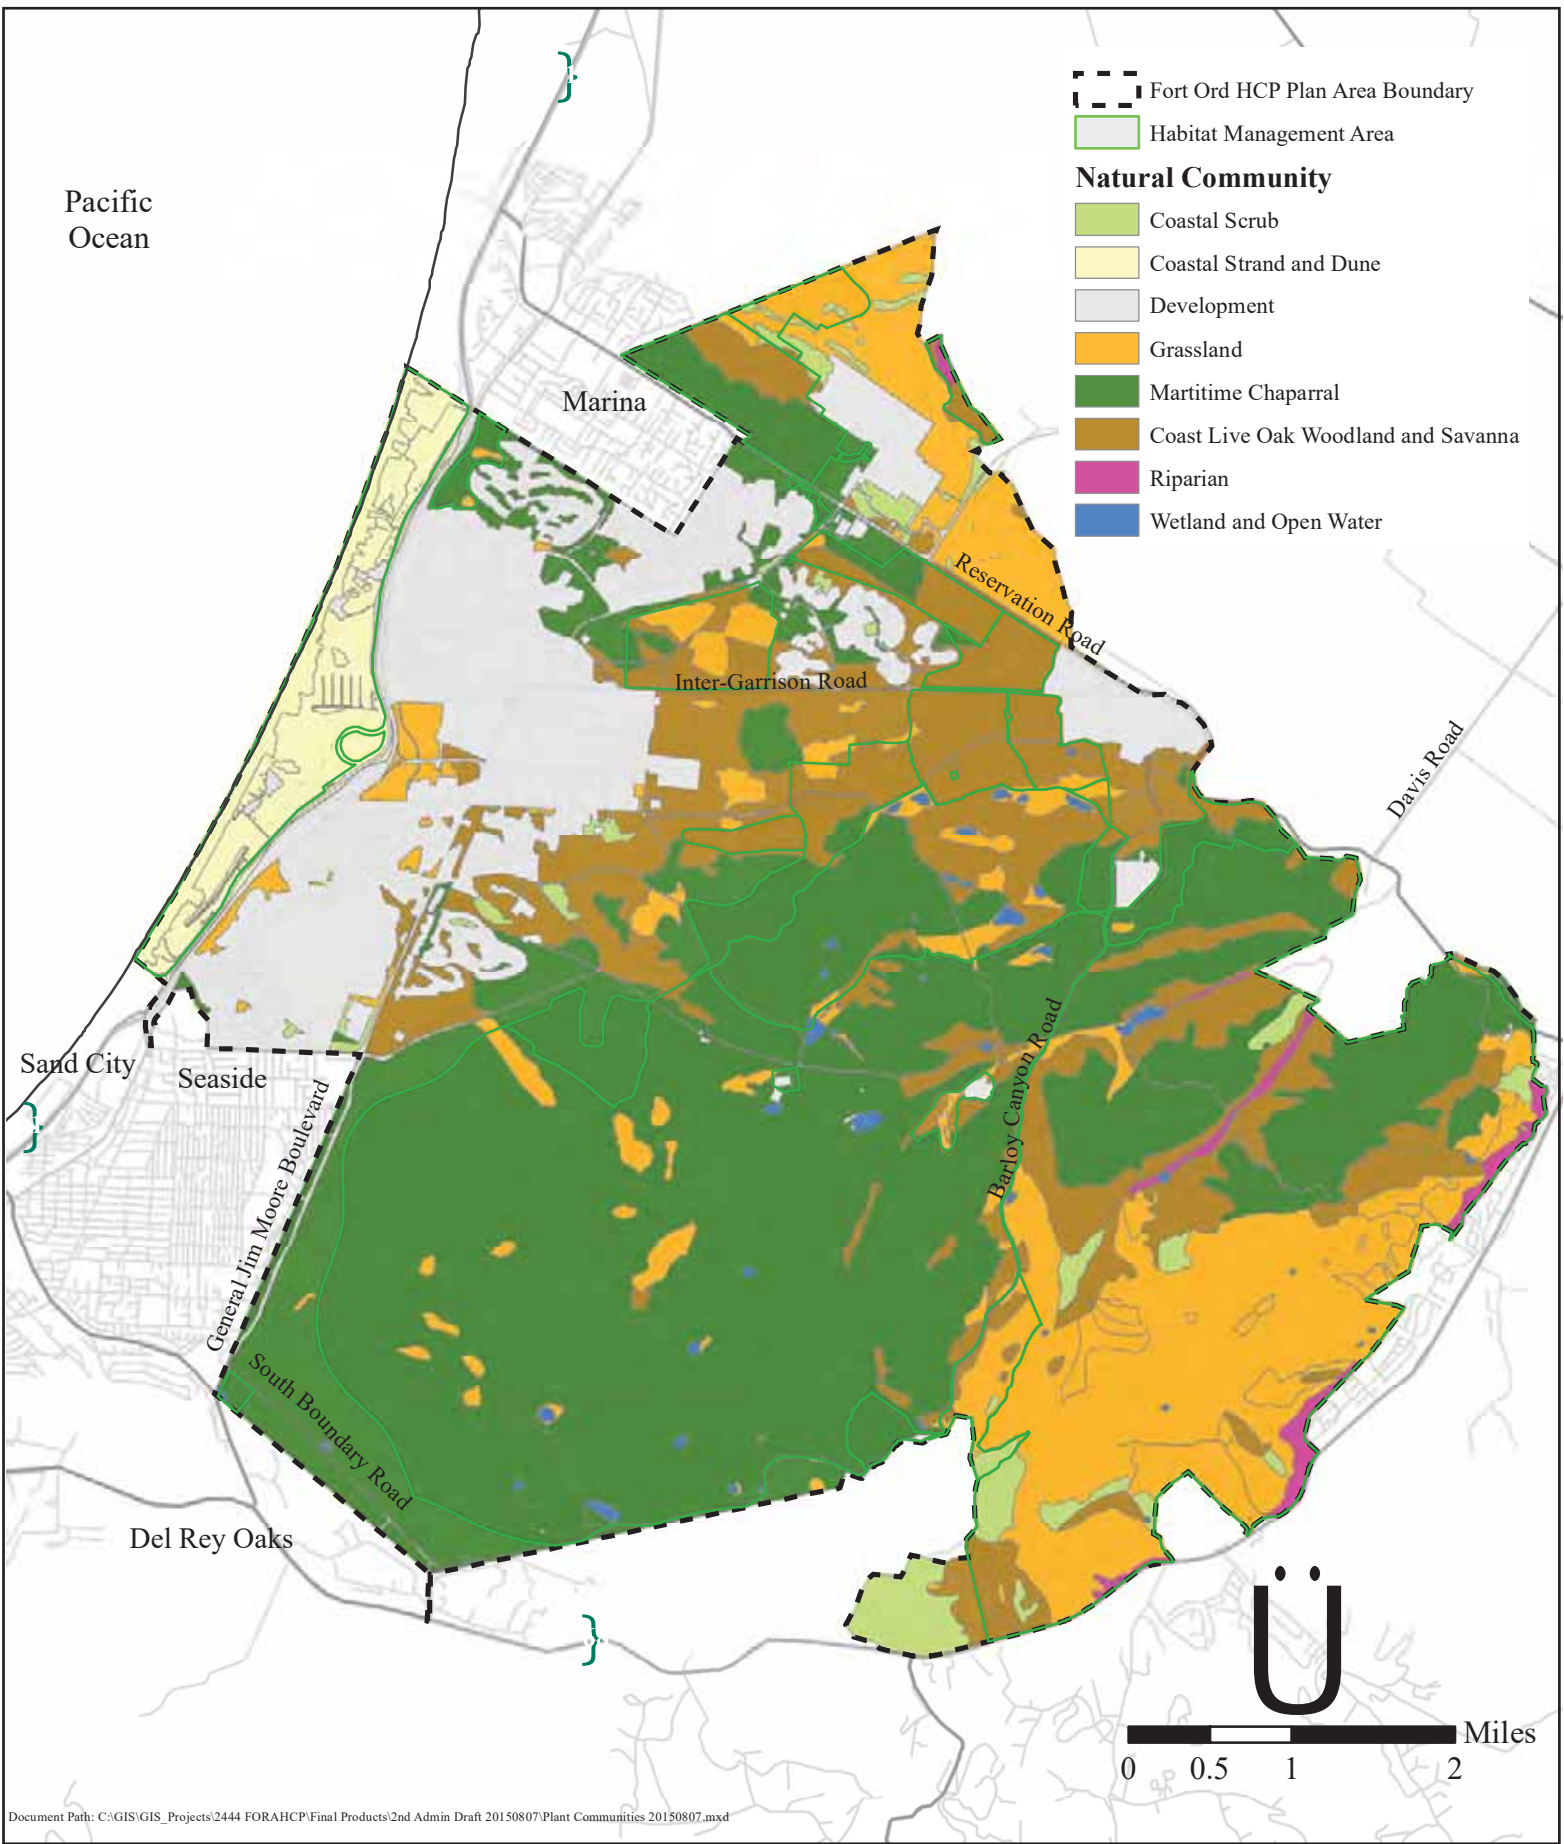 Fort Ord HCP Plan Area Boundary
Habitat Management Area
Natural Community
Coastal Scrub
Coastal Strand and Dune
Development
Grassland
Martitime Chaparral
Coast Live Oak Woodland and Savanna
Riparian
Wetland and Open Water
Pacific
Ocean
Marina
Reservation Road
Inter-Garrison Road
Davis Road
Barloy Canyon Road
Sand City
Seaside
General Jim Moore Boulevard
South Boundary Road
Del Rey Oaks
Ü
Miles
0 0.5 1 2
Document Path: C:\GIS\GIS_Projects\2444 FORAHCP\Final Products\2nd Admin Draft 20150807\Plant Communities 20150807.mxd